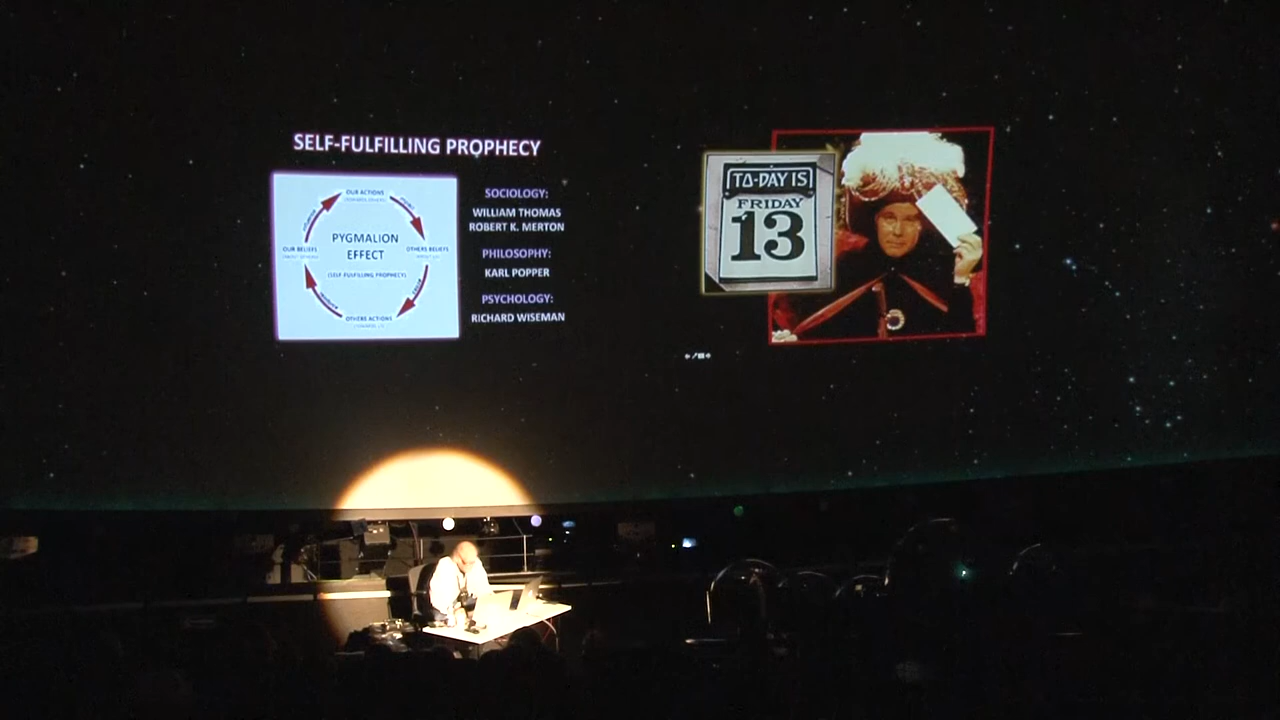 SELF-FULFILLING PROPHECY
OUR ACTIONS
OUR BELIEFS
PYGMALION
EFFECT
OTHERS BELIEFS
(SELF FULFILLING PROPHECY)
OTHERS ACTIONS
SOCIOLOGY:
WILLIAM THOMAS
ROBERT K. MERTON
PHILOSOPHY:
KARL POPPER
PSYCHOLOGY:
RICHARD WISEMAN
TO-DAY IS
FRIDAY
13